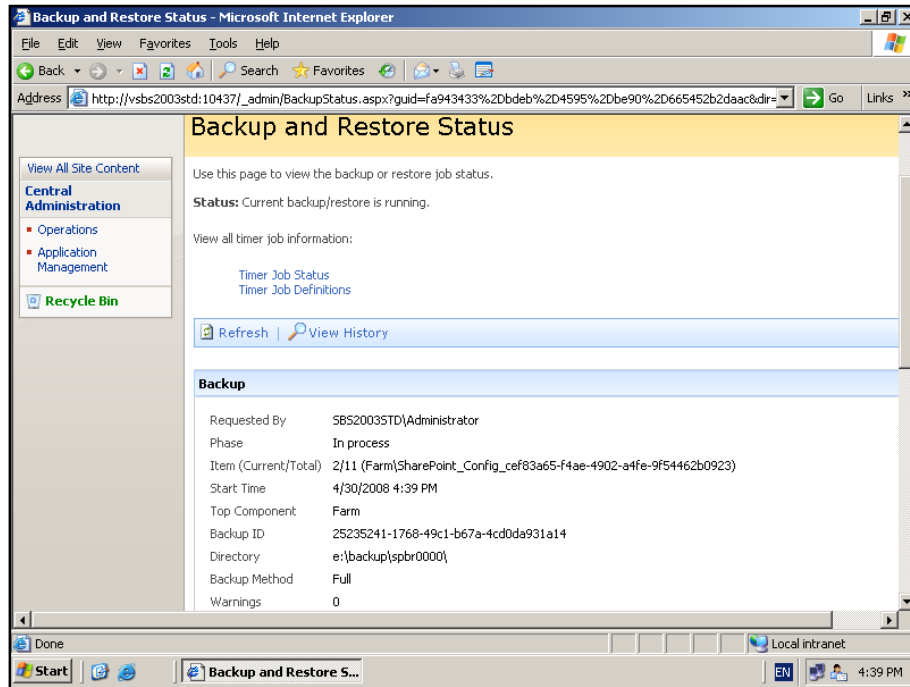 Backup and Restore Status - Microsoft Internet Explorer
File Edit View Favorites Tools Help
Back Search Favorites
Address http://vsbs2003std:10437/_admin/BackupStatus.aspx?guid=fa943433%2Dbdeb%2D4595%2Dbe90%2D665452b2daac&dir= Go Links »
Backup and Restore Status
View All Site Content
Central
Administration
Operations
Application
Management
Recycle Bin
Use this page to view the backup or restore job status.
Status: Current backup/restore is running.
View all timer job information:
Timer Job Status
Timer Job Definitions
Refresh | View History
Backup
Requested By SBS2003STD\Administrator
Phase In process
Item (Current/Total) 2/11 (Farm\SharePoint_Config_cef83a65-f4ae-4902-a4fe-9f54462b0923)
Start Time 4/30/2008 4:39 PM
Top Component Farm
Backup ID 25235241-1768-49c1-b67a-4cd0da931a14
Directory e:\backup\spbr0000\
Backup Method Full
Warnings 0
Done Local intranet
Start Backup and Restore S... EN 4:39 PM